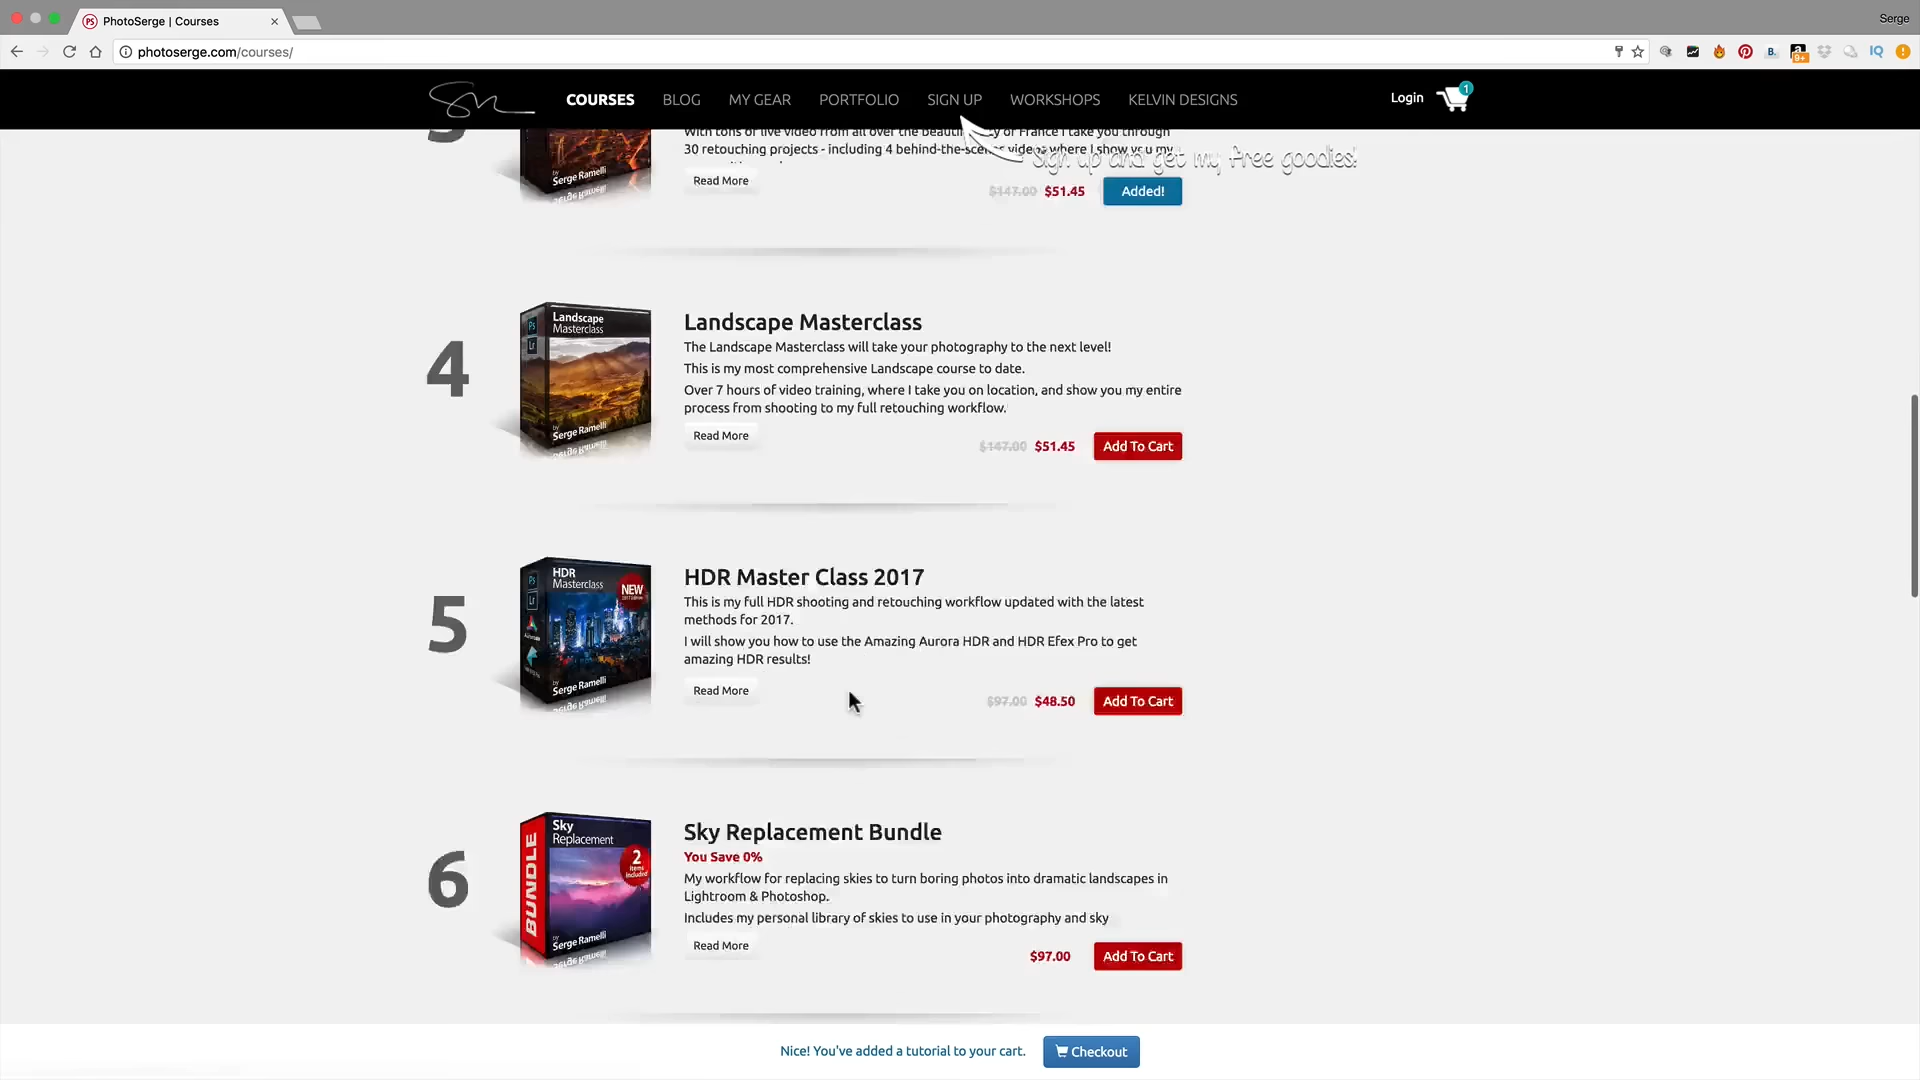 PhotoSerge | Courses
Serge
photoserge.com/courses/
COURSES BLOG MY GEAR PORTFOLIO SIGN UP WORKSHOPS KELVIN DESIGNS Login 1
With tons of live video from all over the of France I take you through
30 retouching projects - including 4 behind-the-scenes videos where I show you my
Sign up and get my free goodies!
Read More
$147.00 $51.45 Added!
by Serge Ramelli
4
Landscape Masterclass
Ps
Lr
by Serge Ramelli
Landscape Masterclass
The Landscape Masterclass will take your photography to the next level!
This is my most comprehensive Landscape course to date.
Over 7 hours of video training, where I take you on location, and show you my entire
process from shooting to my full retouching workflow.
Read More
$147.00 $51.45 Add To Cart
5
HDR Masterclass
NEW
Ps
Lr
by Serge Ramelli
HDR Master Class 2017
This is my full HDR shooting and retouching workflow updated with the latest
methods for 2017.
I will show you how to use the Amazing Aurora HDR and HDR Efex Pro to get
amazing HDR results!
Read More
$97.00 $48.50 Add To Cart
6
Sky Replacement
BUNDLE
2 items included
by Serge Ramelli
Sky Replacement Bundle
You Save 0%
My workflow for replacing skies to turn boring photos into dramatic landscapes in
Lightroom & Photoshop.
Includes my personal library of skies to use in your photography and sky
Read More
$97.00 Add To Cart
Nice! You've added a tutorial to your cart. Checkout